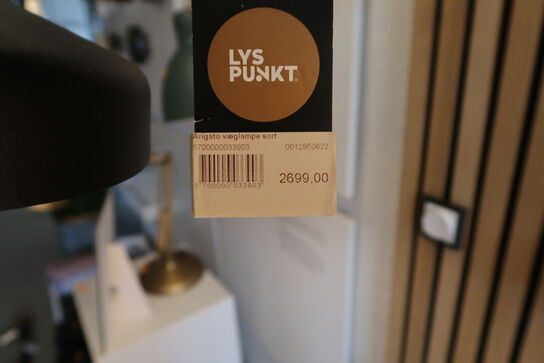 LYS
PUNKT.
Arigato væglampe sort
5700000033903 0012950622
2699,00
5 700000 033903